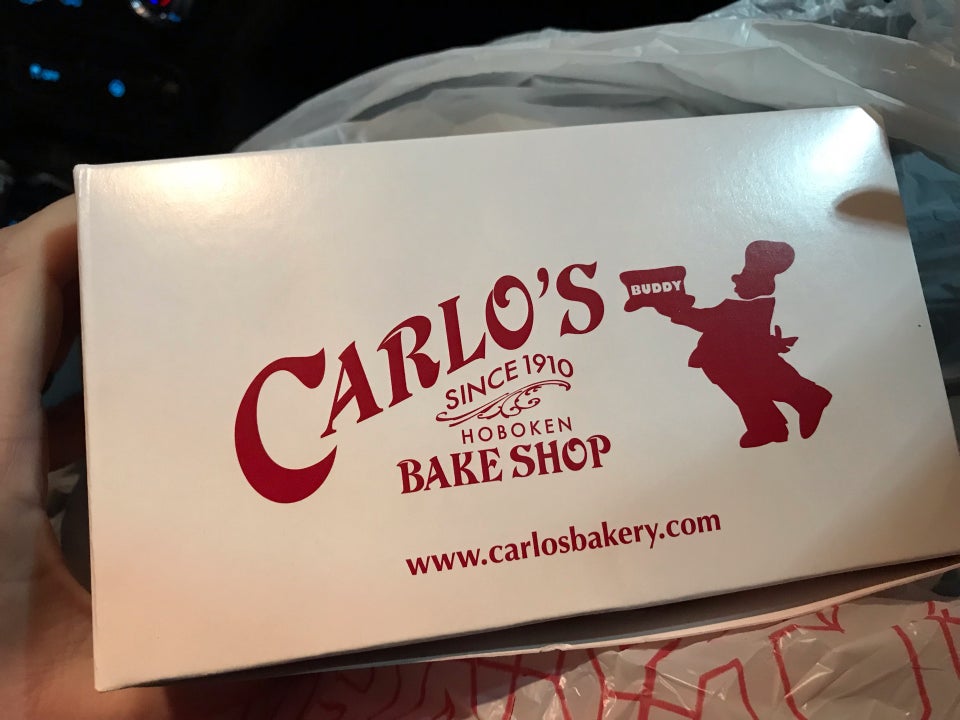 CARLO'S
BUDDY
SINCE 1910
HOBOKEN
BAKE SHOP
www.carlosbakery.com